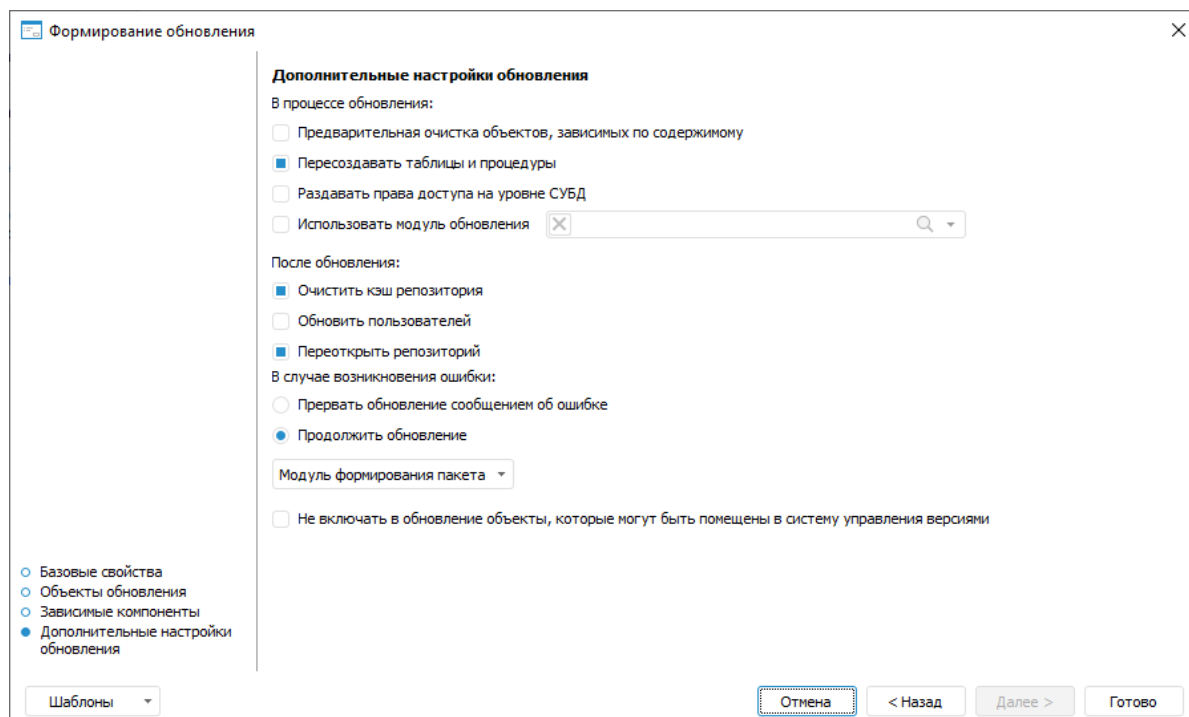 Формирование обновления
Дополнительные настройки обновления
В процессе обновления:
Предварительная очистка объектов, зависимых по содержимому
Пересоздавать таблицы и процедуры
Раздавать права доступа на уровне СУБД
Использовать модуль обновления
После обновления:
Очистить кэш репозитория
Обновить пользователей
Переоткрыть репозиторий
В случае возникновения ошибки:
Прервать обновление сообщением об ошибке
Продолжить обновление
Модуль формирования пакета
Не включать в обновление объекты, которые могут быть помещены в систему управления версиями
Базовые свойства
Объекты обновления
Зависимые компоненты
Дополнительные настройки
обновления
Шаблоны
Отмена
< Назад
Далее >
Готово